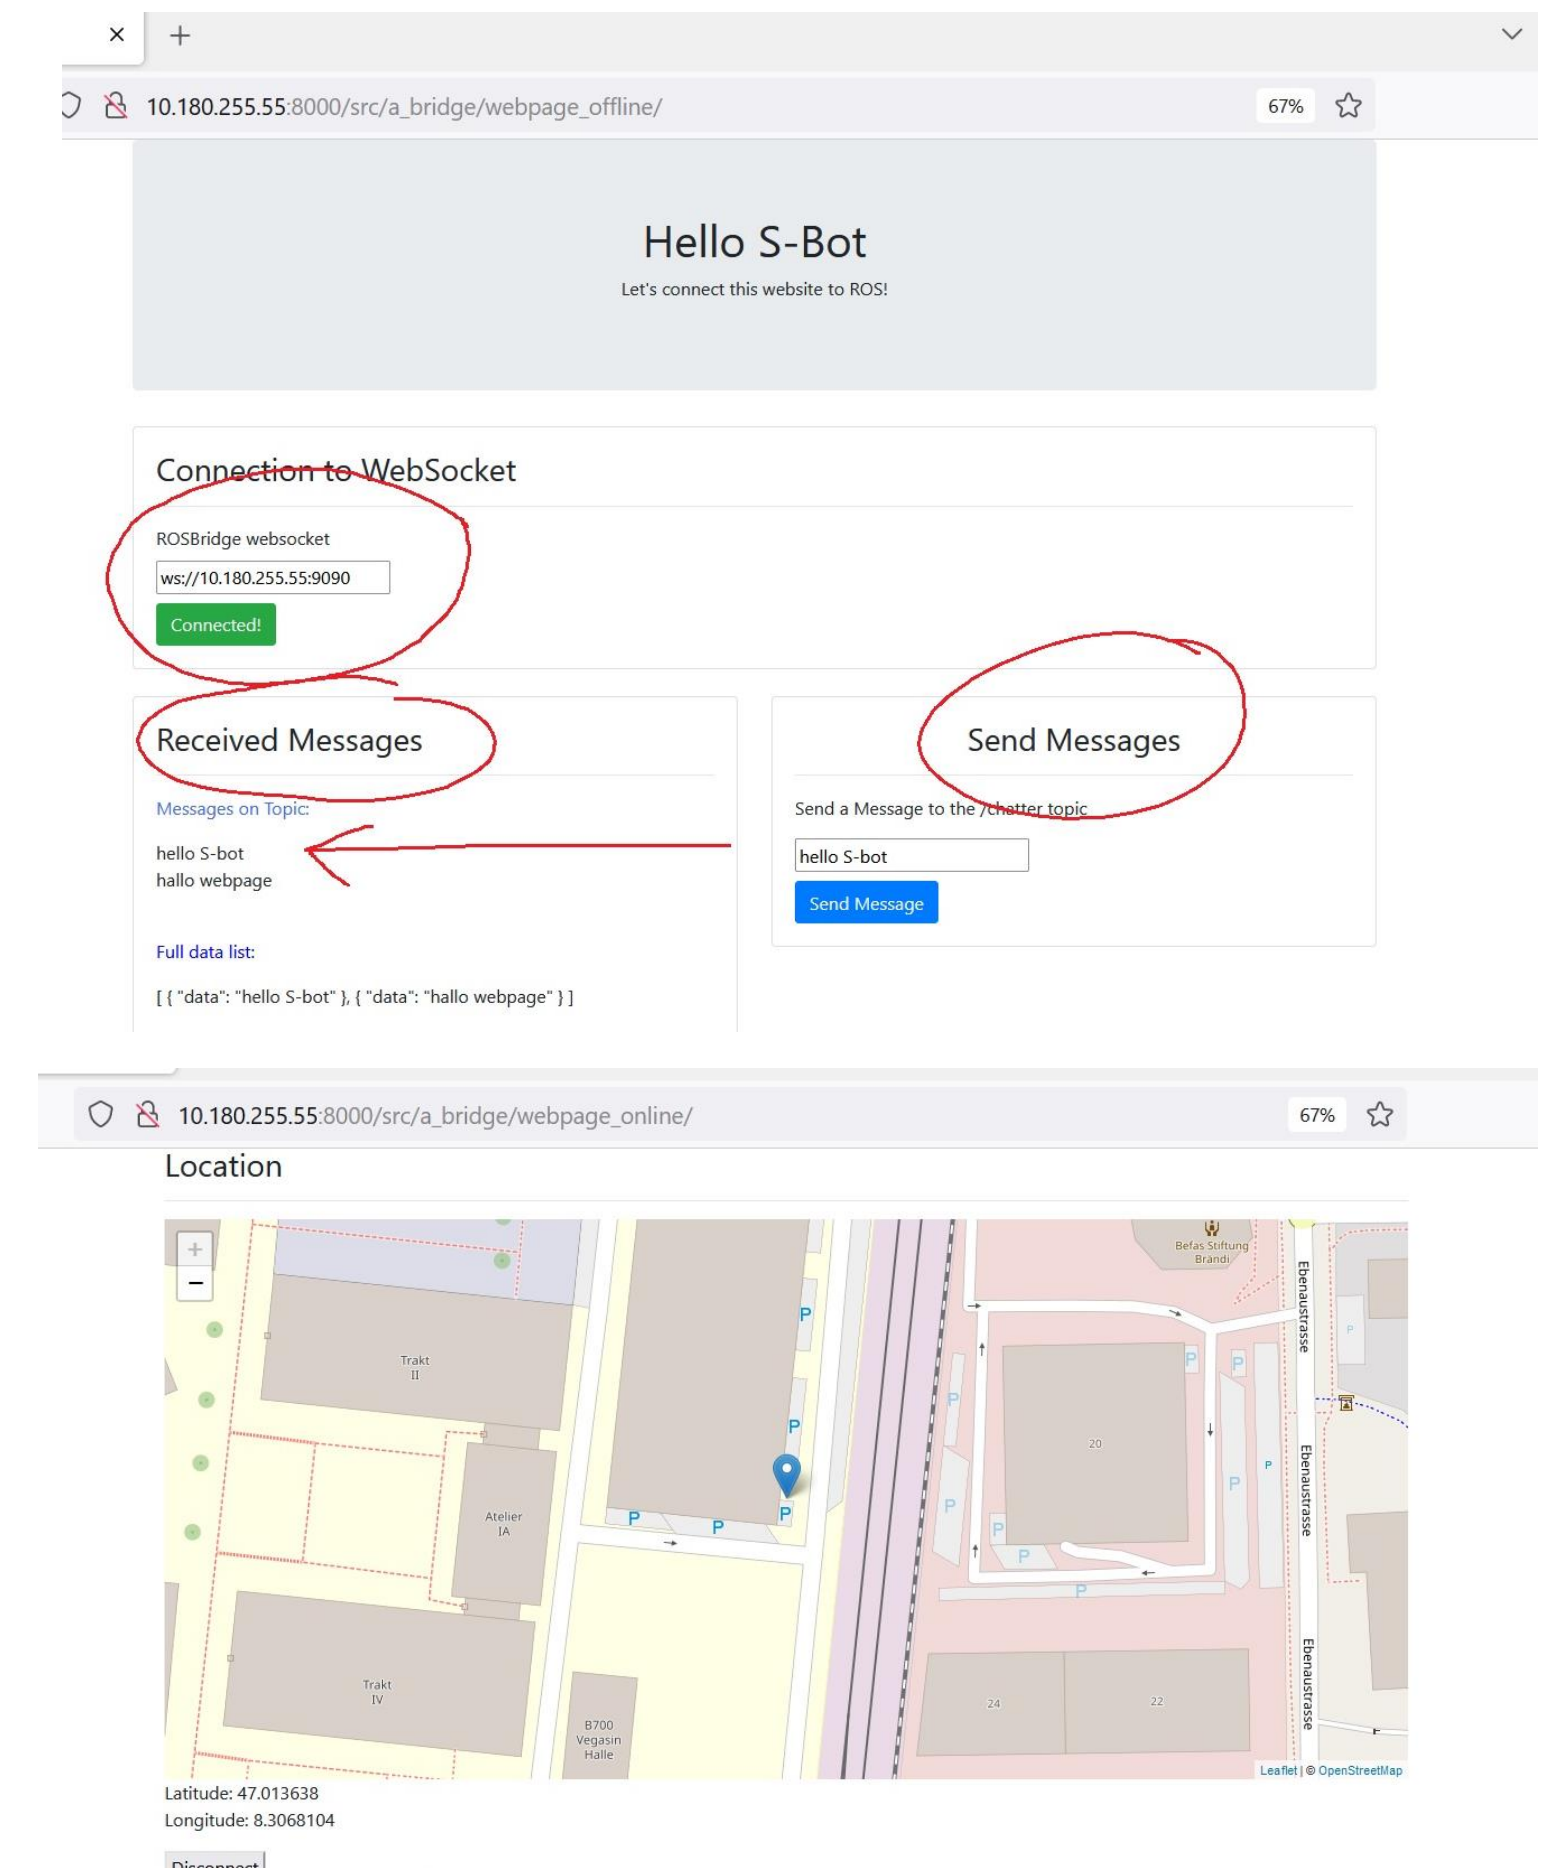 10.180.255.55:8000/src/a_bridge/webpage_offline/
67%
Hello S-Bot
Let's connect this website to ROS!
Connection to WebSocket
ROSBridge websocket
ws://10.180.255.55:9090
Connected!
Received Messages
Messages on Topic:
hello S-bot
hallo webpage
Full data list:
[ { "data": "hello S-bot" }, { "data": "hallo webpage" } ]
Send Messages
Send a Message to the /chatter topic
hello S-bot
Send Message
10.180.255.55:8000/src/a_bridge/webpage_online/
67%
Location
+
−
Befas Stiftung
Brändi
Ebenaustrasse
P
P
P
P
P
P
Trakt
II
P
P
20
Ebenaustrasse
P
P
P
Atelier
IA
P
P
P
P
P
P
P
Ebenaustrasse
Trakt
IV
24
22
B700
Vegasin
Halle
Leaflet | © OpenStreetMap
Latitude: 47.013638
Longitude: 8.3068104
Disconnect